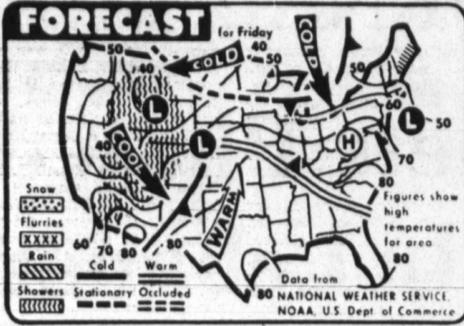 FORECAST
for Friday
50 40 50 COLD 40 50 COLD 50
60 L 50
L L H
COOL 40 70
80
WARM
Snow
Flurries
Rain
Showers
60 70 80 80
Cold Warm
Stationary Occluded
Figures show
high
temperatures
for area
80
80
Data from
NATIONAL WEATHER SERVICE,
NOAA, U.S. Dept. of Commerce